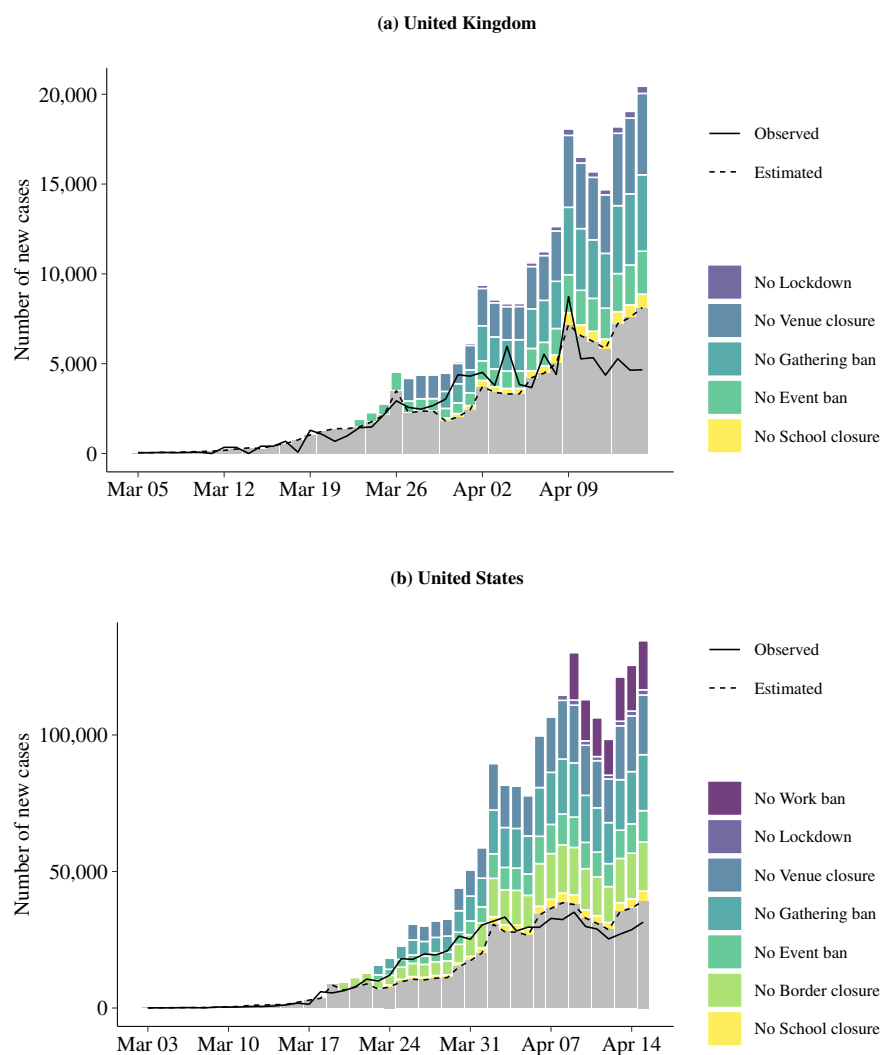 (a) United Kingdom
Number of new cases
20,000
15,000
10,000
5,000
0
Mar 05 Mar 12 Mar 19 Mar 26 Apr 02 Apr 09
Observed
Estimated
No Lockdown
No Venue closure
No Gathering ban
No Event ban
No School closure
(b) United States
Number of new cases
100,000
50,000
0
Mar 03 Mar 10 Mar 17 Mar 24 Mar 31 Apr 07 Apr 14
Observed
Estimated
No Work ban
No Lockdown
No Venue closure
No Gathering ban
No Event ban
No Border closure
No School closure